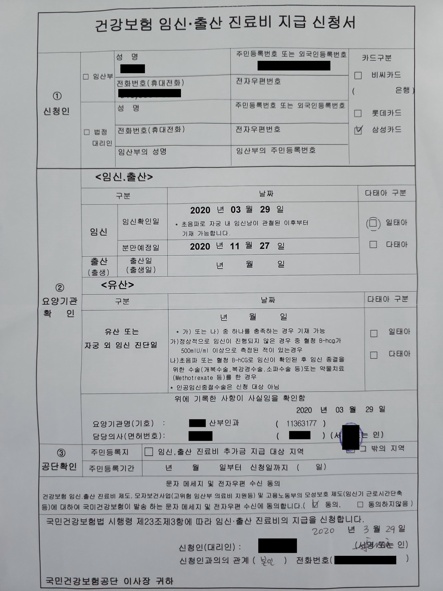 건강보험 임신·출산 진료비 지급 신청서
① 신청인
□ 임산부
성 명
주민등록번호 또는 외국인등록번호
카드구분
전화번호(휴대전화)
전자우편번호
□ 비씨카드
( 은행)
□ 법정대리인
성 명
주민등록번호 또는 외국인등록번호
□ 롯데카드
전화번호(휴대전화)
전자우편번호
☑ 삼성카드
임산부의 성명
임산부의 주민등록번호
② 요양기관 확 인
<임신.출산>
구분 날짜 다태아 구분
임신
임신확인일
2020 년 03 월 29 일
• 초음파로 자궁 내 임신낭이 관찰된 이후부터
기재 가능합니다
□ 일태아
분만예정일
2020 년 11 월 27 일
□ 다태아
출산
(출생)
출산일
(출생일)
년 월 일
<유산>
구분 날짜 다태아 구분
유산 또는
자궁 외 임신 진단일
년 월 일
• 가) 또는 나) 중 하나를 충족하는 경우 기재 가능
가)정상적으로 임신이 진행되지 않은 경우 중 혈청 B-hcg가
500mIU/ml 이상으로 측정된 적이 있는경우
나)초음파 또는 혈청 B-hCG로 임신이 확인된 후 임신 종결을
위한 수술(개복수술,복강경수술,소파수술 등)또는 약물치료
(Methotrexate 등)를 한 경우
• 인공임신중절수술은 신청 대상 아님
□ 일태아
□ 다태아
위에 기록한 사항이 사실임을 확인함
2020 년 03 월 29 일
요양기관명(기호) : 산부인과 ( 11363177 )
담당의사(면허번호): ( ) (서 는 인)
③ 공단확인
주민등록지
□ 임신,출산 진료비 추가금 지급 대상 지역
□ 그 밖의 지역
주민등록기간
년 월 일부터 신청일까지 ( 일)
문자 메세지 및 전자우편 수신 동의
건강보험 임신.출산 진료비 제도, 모자보건사업(고위험 임산부 의료비 지원등) 및 고용노동부의 모성보호 제도(임신기 근로시간단축
등)에 대하여 국민건강보험이 발송 하는 문자 메세지 및 전자우편 수신에 동의합니다.( ☑ 동의, □ 동의하지않음 )
국민건강보험법 시행령 제23조제3항에 따라 임신·출산 진료비의 지급을 신청합니다.
2020 년 3 월 29 일
신청인(대리인) : (서명 또는 인)
신청인과의의 관계 ( 본인 ) 전화번호( )
국민건강보험공단 이사장 귀하